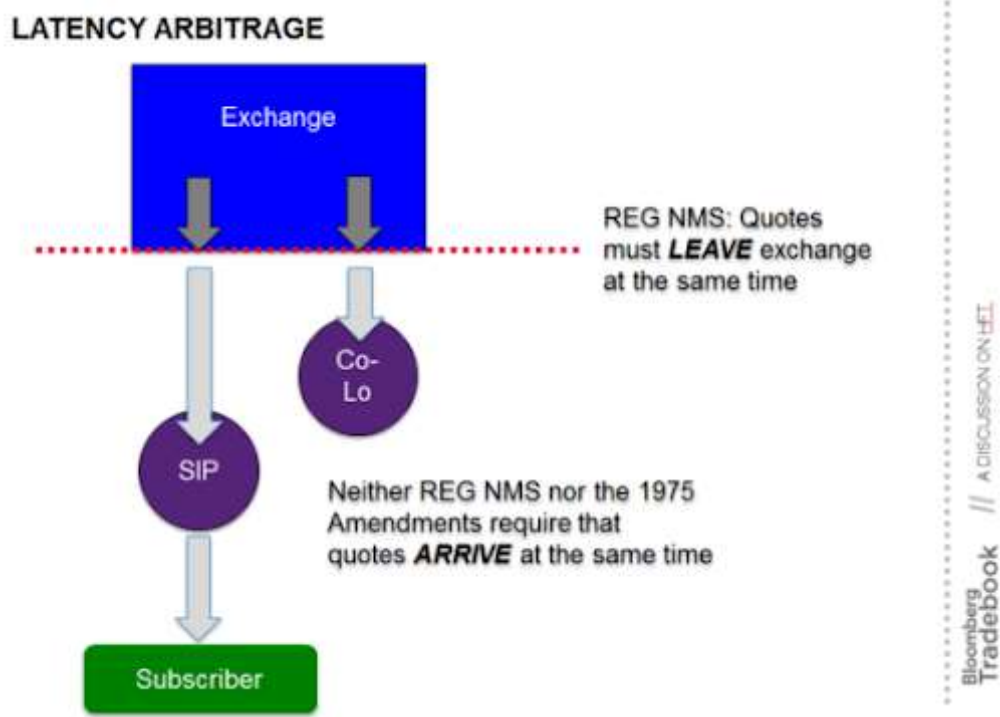 LATENCY ARBITRAGE
Exchange
REG NMS: Quotes
must LEAVE exchange
at the same time
Co-
Lo
SIP
Neither REG NMS nor the 1975
Amendments require that
quotes ARRIVE at the same time
Subscriber
Bloomberg
Tradebook // A DISCUSSION ON HFT